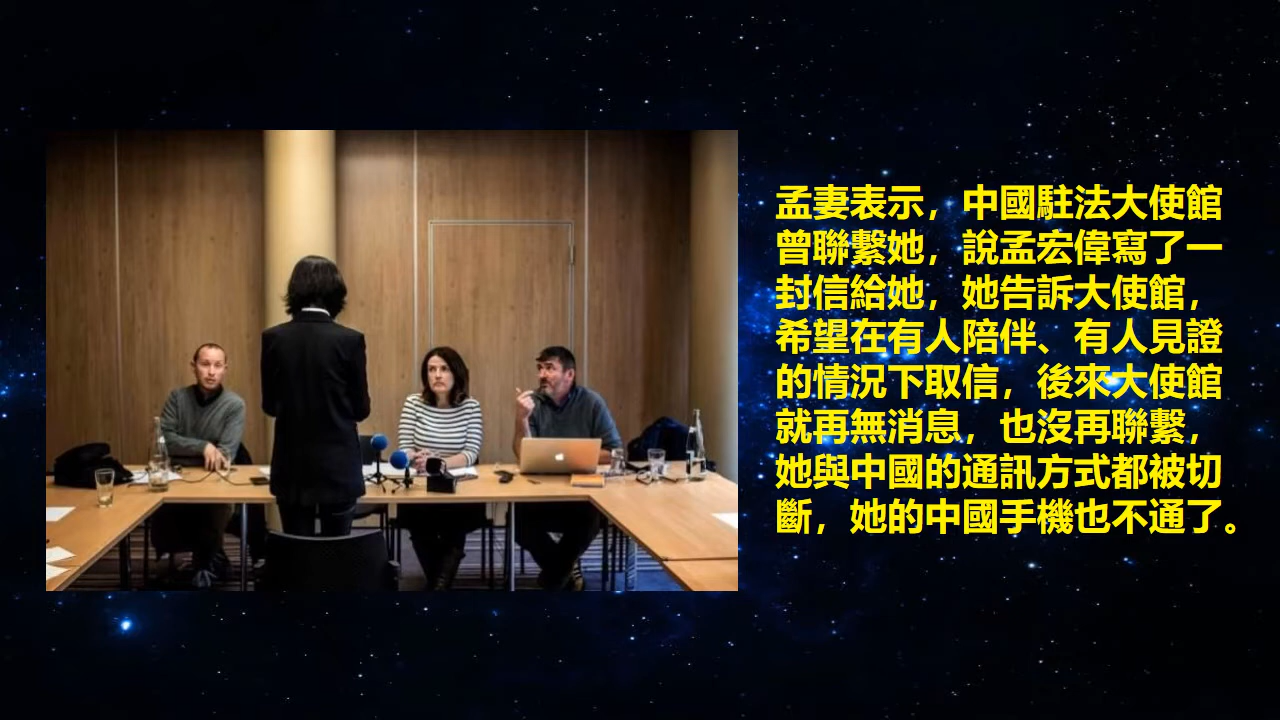 孟妻表示，中國駐法大使館
曾聯繫她，說孟宏偉寫了一
封信給她，她告訴大使館，
希望在有人陪伴、有人見證
的情況下取信，後來大使館
就再無消息，也沒再聯繫，
她與中國的通訊方式都被切
斷，她的中國手機也不通了。